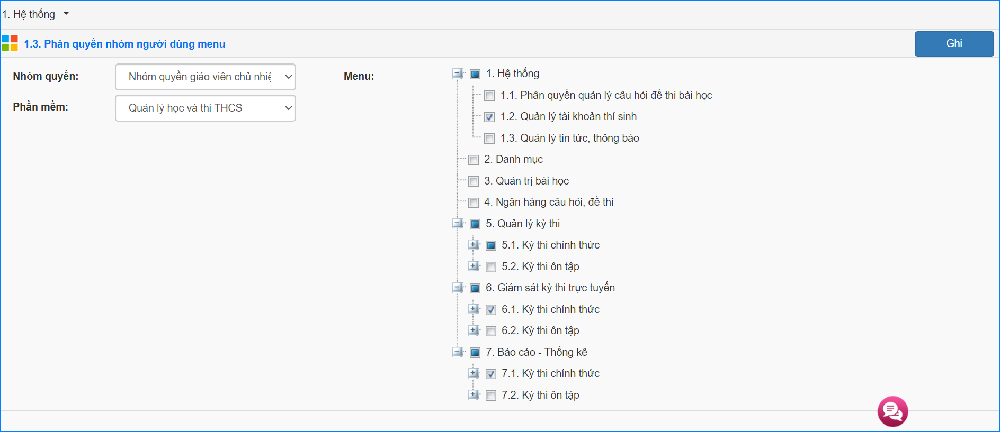 1. Hệ thống
1.3. Phân quyền nhóm người dùng menu
Ghi
Nhóm quyền:
Nhóm quyền giáo viên chủ nhiệ
Phần mềm:
Quản lý học và thi THCS
Menu:
1. Hệ thống
1.1. Phân quyền quản lý câu hỏi đề thi bài học
1.2. Quản lý tài khoản thí sinh
1.3. Quản lý tin tức, thông báo
2. Danh mục
3. Quản trị bài học
4. Ngân hàng câu hỏi, đề thi
5. Quản lý kỳ thi
5.1. Kỳ thi chính thức
5.2. Kỳ thi ôn tập
6. Giám sát kỳ thi trực tuyến
6.1. Kỳ thi chính thức
6.2. Kỳ thi ôn tập
7. Báo cáo - Thống kê
7.1. Kỳ thi chính thức
7.2. Kỳ thi ôn tập